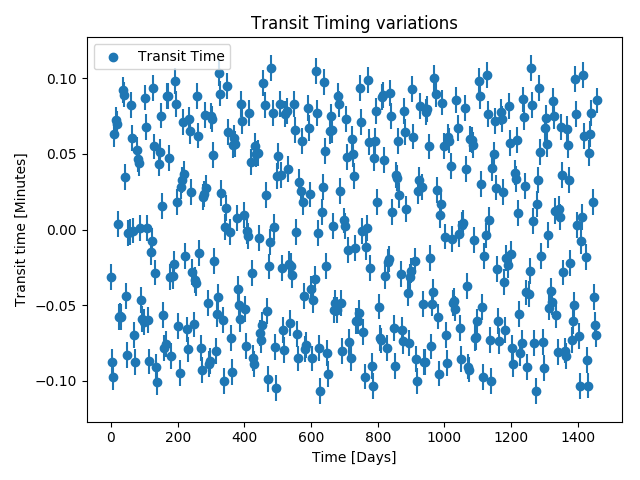 Transit Timing variations
Transit Time
0.10
0.05
0.00
−0.05
−0.10
Transit time [Minutes]
0 200 400 600 800 1000 1200 1400
Time [Days]